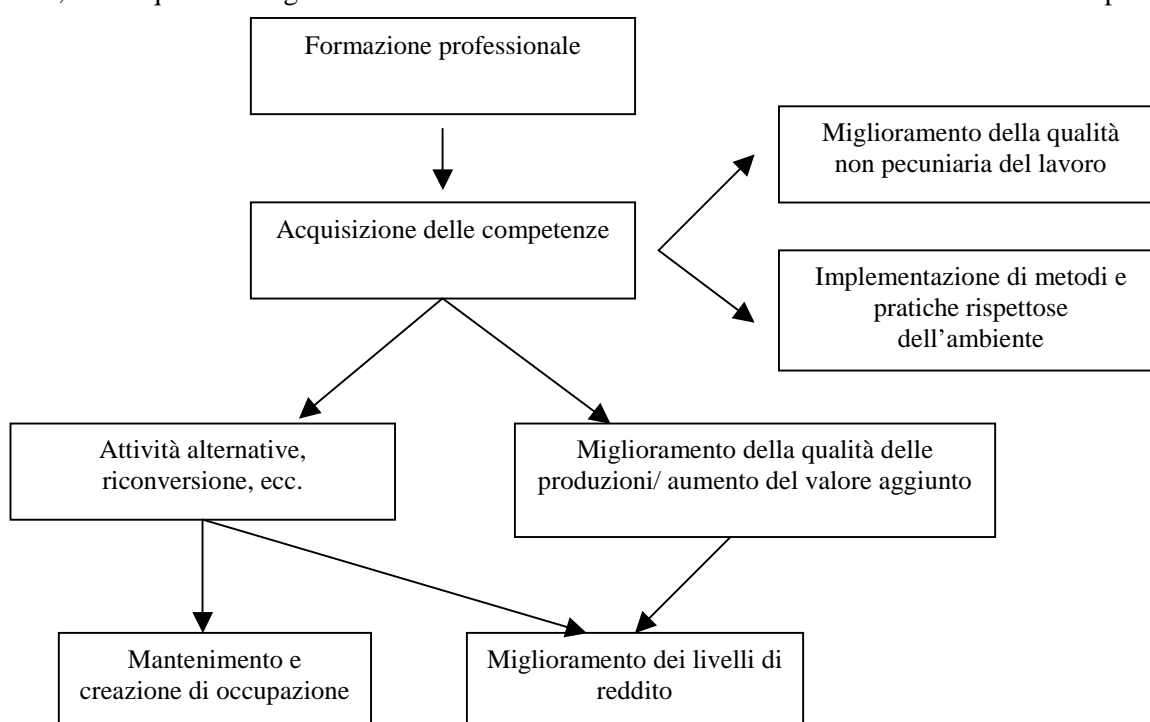 Formazione professionale
Miglioramento della qualità
non pecuniaria del lavoro
Acquisizione delle competenze
Implementazione di metodi e
pratiche rispettose
dell’ambiente
Attività alternative,
riconversione, ecc.
Miglioramento della qualità delle
produzioni/ aumento del valore aggiunto
Mantenimento e
creazione di occupazione
Miglioramento dei livelli di
reddito